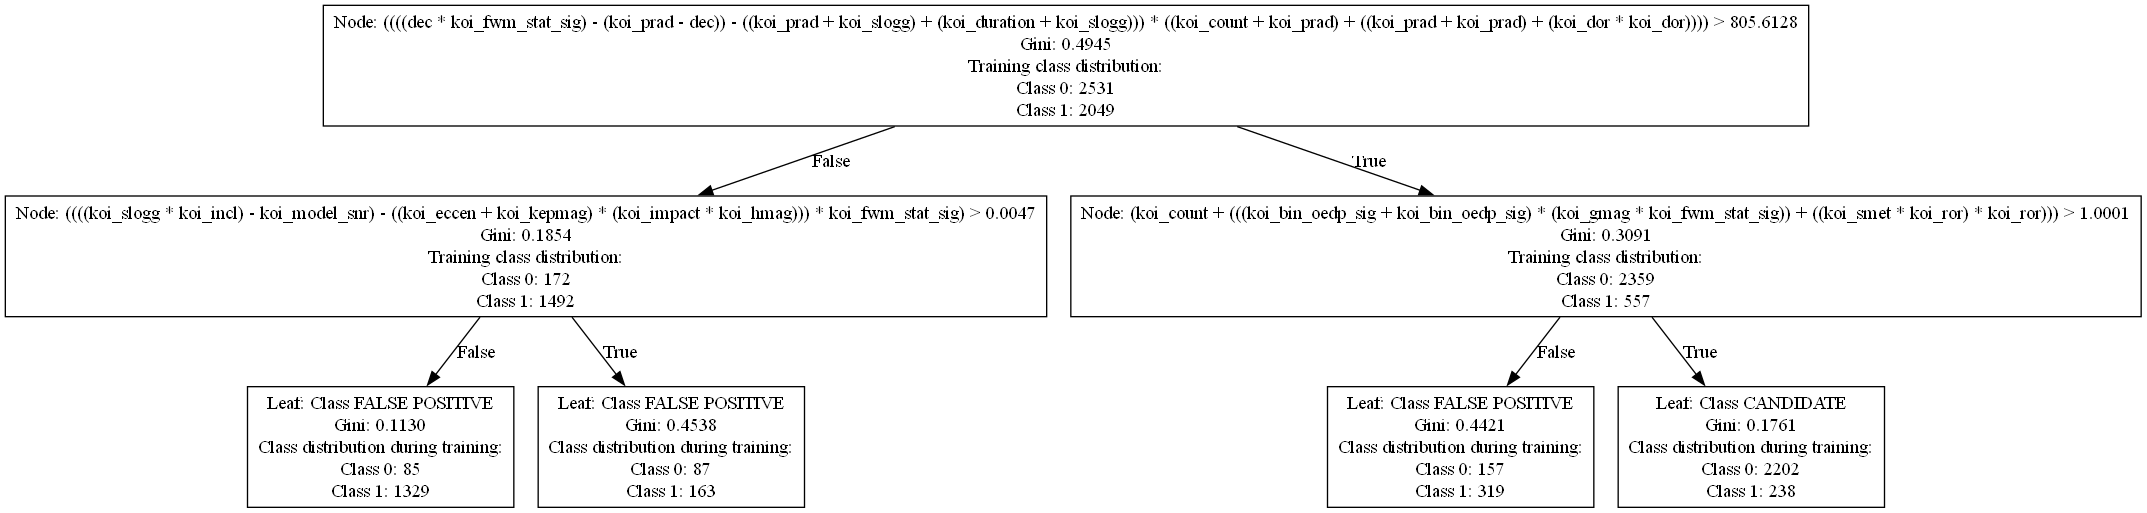 Node: ((((dec * koi_fwm_stat_sig) - (koi_prad - dec)) - ((koi_prad + koi_slogg) + (koi_duration + koi_slogg))) * ((koi_count + koi_prad) + ((koi_prad + koi_prad) + (koi_dor * koi_dor)))) > 805.6128
Gini: 0.4945
Training class distribution:
Class 0: 2531
Class 1: 2049
False
True
Node: ((((koi_slogg * koi_incl) - koi_model_snr) - ((koi_eccen + koi_kepmag) * (koi_impact * koi_hmag))) * koi_fwm_stat_sig) > 0.0047
Gini: 0.1854
Training class distribution:
Class 0: 172
Class 1: 1492
Node: (koi_count + (((koi_bin_oedp_sig + koi_bin_oedp_sig) * (koi_gmag * koi_fwm_stat_sig)) + ((koi_smet * koi_ror) * koi_ror))) > 1.0001
Gini: 0.3091
Training class distribution:
Class 0: 2359
Class 1: 557
False
True
False
True
Leaf: Class FALSE POSITIVE
Gini: 0.1130
Class distribution during training:
Class 0: 85
Class 1: 1329
Leaf: Class FALSE POSITIVE
Gini: 0.4538
Class distribution during training:
Class 0: 87
Class 1: 163
Leaf: Class FALSE POSITIVE
Gini: 0.4421
Class distribution during training:
Class 0: 157
Class 1: 319
Leaf: Class CANDIDATE
Gini: 0.1761
Class distribution during training:
Class 0: 2202
Class 1: 238